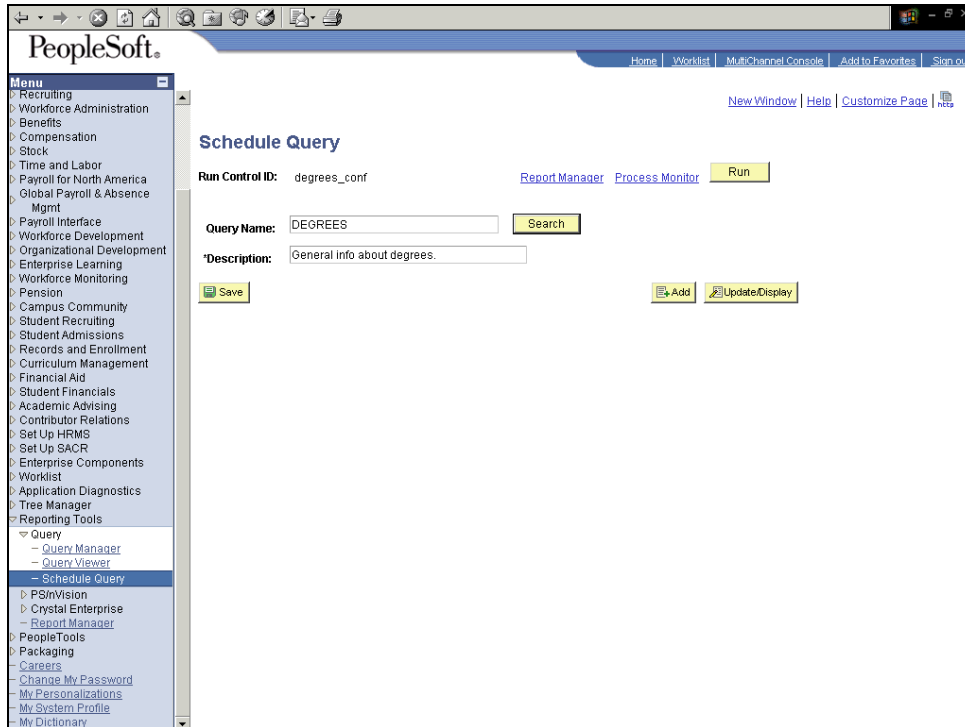 PeopleSoft.
Home | Worklist | MultiChannel Console | Add to Favorites | Sign ou
Menu
Recruiting
Workforce Administration
Benefits
Compensation
Stock
Time and Labor
Payroll for North America
Global Payroll & Absence
Mgmt
Payroll Interface
Workforce Development
Organizational Development
Enterprise Learning
Workforce Monitoring
Pension
Campus Community
Student Recruiting
Student Admissions
Records and Enrollment
Curriculum Management
Financial Aid
Student Financials
Academic Advising
Contributor Relations
Set Up HRMS
Set Up SACR
Enterprise Components
Worklist
Application Diagnostics
Tree Manager
Reporting Tools
Query
– Query Manager
– Query Viewer
– Schedule Query
PS/nVision
Crystal Enterprise
– Report Manager
PeopleTools
Packaging
– Careers
– Change My Password
– My Personalizations
– My System Profile
– My Dictionary
New Window | Help | Customize Page | http
Schedule Query
Run Control ID: degrees_conf Report Manager Process Monitor Run
Query Name: DEGREES Search
*Description: General info about degrees.
Save Add Update/Display